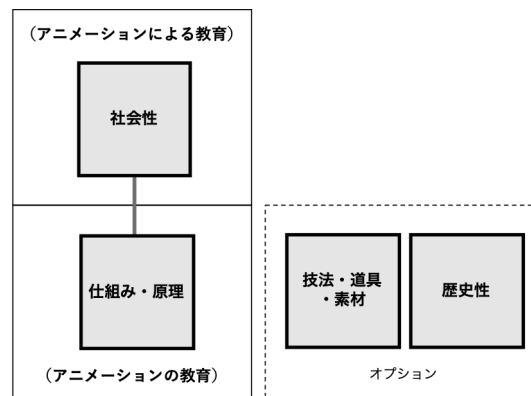 （アニメーションによる教育）
社会性
仕組み・原理
（アニメーションの教育）
技法・道具
・素材
歴史性
オプション